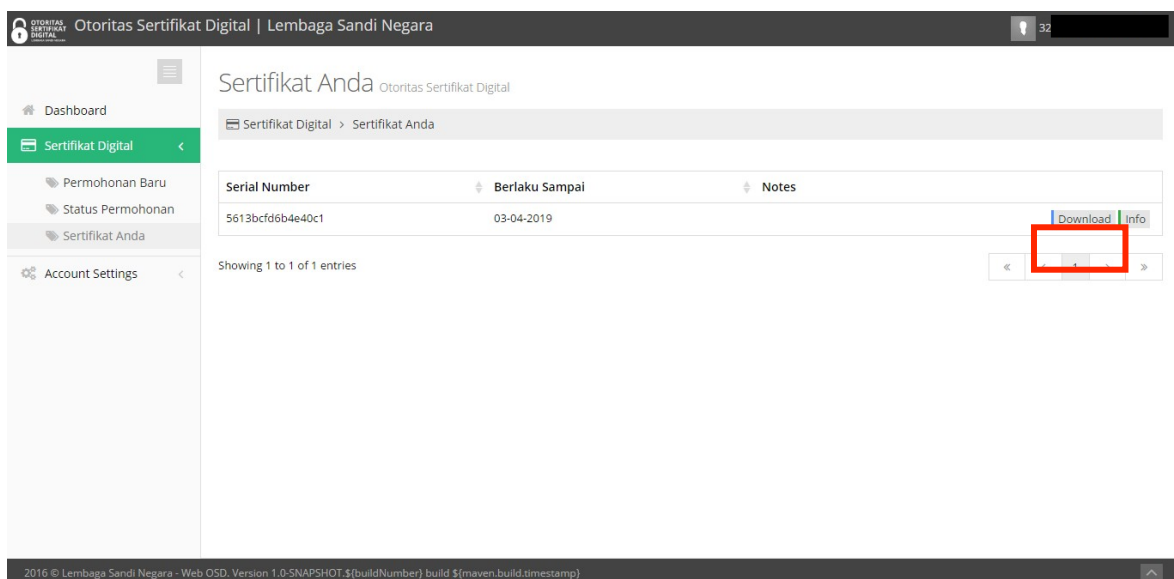 OTORITAS SERTIFIKAT DIGITAL Otoritas Sertifikat Digital | Lembaga Sandi Negara 32
Sertifikat Anda Otoritas Sertifikat Digital
Dashboard
Sertifikat Digital > Sertifikat Anda
Sertifikat Digital
Permohonan Baru
Status Permohonan
Sertifikat Anda
Account Settings
Serial Number Berlaku Sampai Notes
5613bcfd6b4e40c1 03-04-2019 Download Info
Showing 1 to 1 of 1 entries « ‹ 1 › »
2016 © Lembaga Sandi Negara - Web OSD. Version 1.0-SNAPSHOT.${buildNumber} build ${maven.build.timestamp}